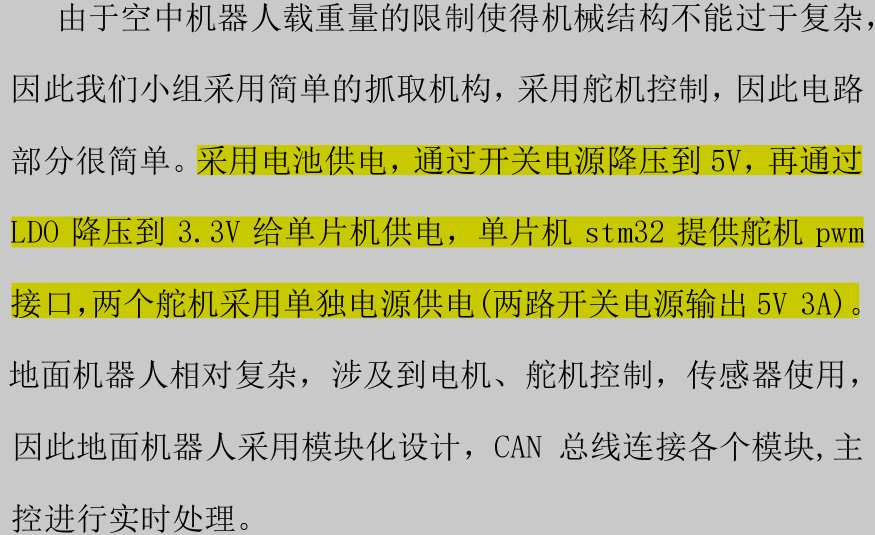 由于空中机器人载重量的限制使得机械结构不能过于复杂，
因此我们小组采用简单的抓取机构，采用舵机控制，因此电路
部分很简单。采用电池供电，通过开关电源降压到 5V，再通过
LDO 降压到 3.3V 给单片机供电，单片机 stm32 提供舵机 pwm
接口,两个舵机采用单独电源供电(两路开关电源输出 5V 3A)。
地面机器人相对复杂，涉及到电机、舵机控制，传感器使用，
因此地面机器人采用模块化设计，CAN 总线连接各个模块,主
控进行实时处理。